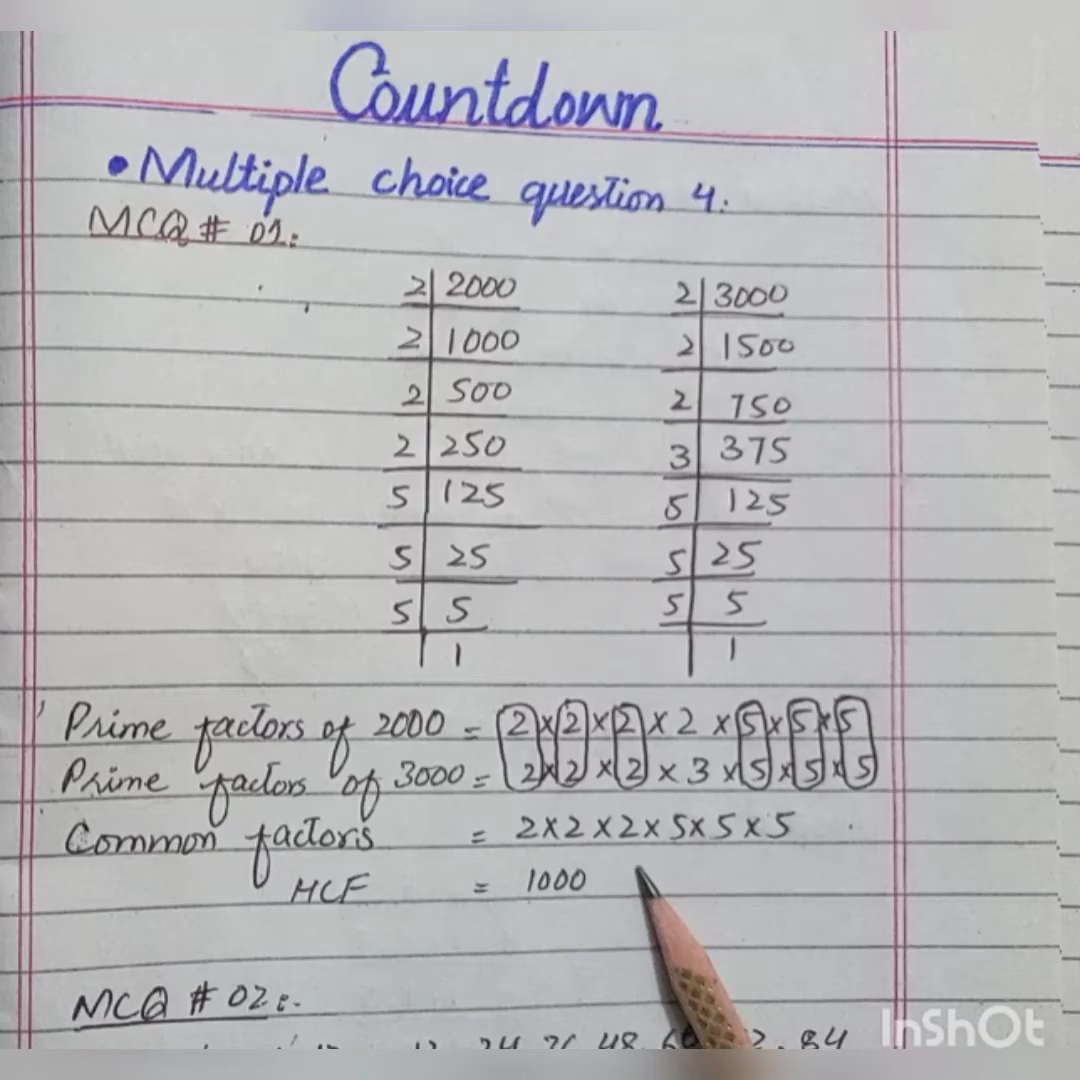 Countdown
• Multiple choice question 4:
MCQ # 01:
2 | 2000
2 | 1000
2 | 500
2 | 250
5 | 125
5 | 25
5 | 5
1
2 | 3000
2 | 1500
2 | 750
3 | 375
5 | 125
5 | 25
5 | 5
1
Prime factors of 2000 = 2 × 2 × 2 × 2 × 5 × 5 × 5
Prime factors of 3000 = 2 × 2 × 2 × 3 × 5 × 5 × 5
Common factors = 2 × 2 × 2 × 5 × 5 × 5
HCF = 1000
MCQ # 02:-
84
InShOt